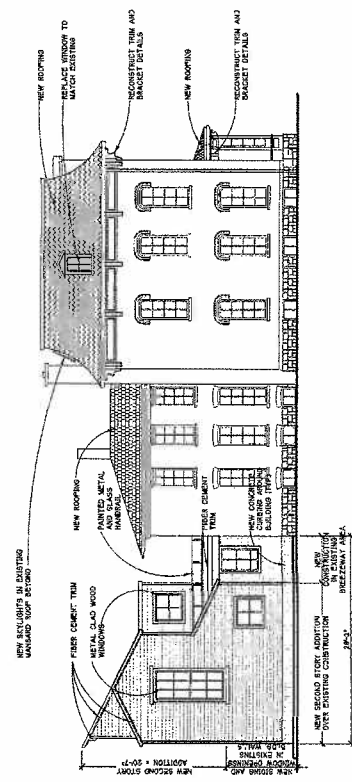 NEW ROOFING
REPLACE WINDOW TO
MATCH EXISTING
RECONSTRUCT TRIM AND
BRACKET DETAILS
NEW ROOFING
RECONSTRUCT TRIM AND
BRACKET DETAILS
NEW SKYLIGHTS IN EXISTING
MANSARD ROOF BEYOND
NEW ROOFING
PAINTED METAL
AND GLASS
HANDRAIL
FIBER CEMENT
TRIM
NEW CONCRETE
CURBING AROUND
BUILDING (TYP)
FIBER CEMENT TRIM
METAL CLAD WOOD
WINDOWS
NEW
CONSTRUCTION
IN EXISTING
BREEZEWAY AREA
NEW SECOND STORY ADDITION
OVER EXISTING CONSTRUCTION
NEW SECOND STORY
ADDITION = 20'-7"
NEW SIDING AND
WINDOW OPENINGS
IN EXISTING
BLDG. WALLS